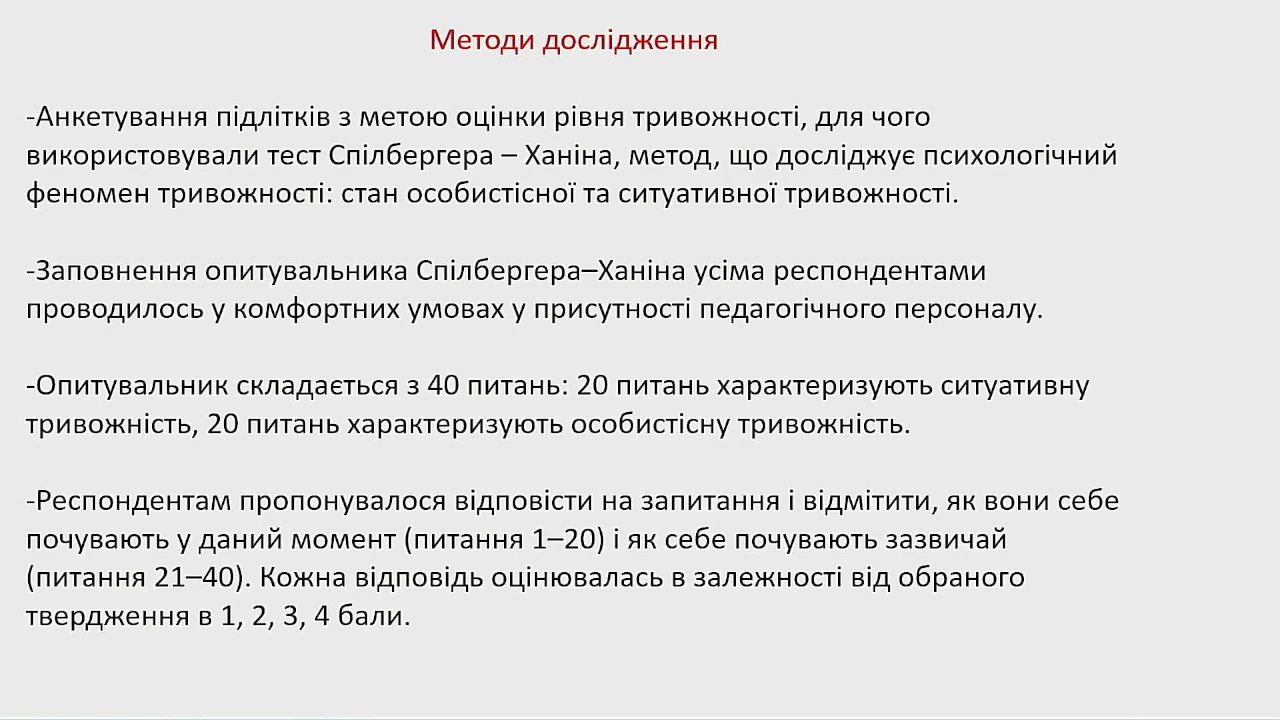 Методи дослідження
-Анкетування підлітків з метою оцінки рівня тривожності, для чого
використовували тест Спілбергера – Ханіна, метод, що досліджує психологічний
феномен тривожності: стан особистісної та ситуативної тривожності.
-Заповнення опитувальника Спілбергера–Ханіна усіма респондентами
проводилось у комфортних умовах у присутності педагогічного персоналу.
-Опитувальник складається з 40 питань: 20 питань характеризують ситуативну
тривожність, 20 питань характеризують особистісну тривожність.
-Респондентам пропонувалося відповісти на запитання і відмітити, як вони себе
почувають у даний момент (питання 1–20) і як себе почувають зазвичай
(питання 21–40). Кожна відповідь оцінювалась в залежності від обраного
твердження в 1, 2, 3, 4 бали.